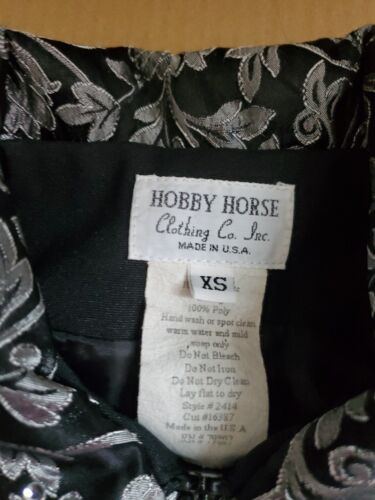 HOBBY HORSE
Clothing Co. Inc.
MADE IN U.S.A.
XS
100% Poly
Hand wash or spot clean
warm water and mild
soap only
Do Not Bleach
Do Not Iron
Do Not Dry Clean
Lay flat to dry
Style # 2414
Cut #16387
Made in the U S A